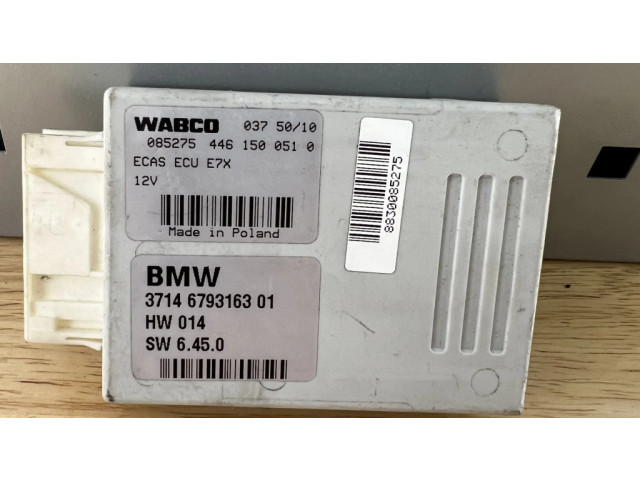 WABCO 037 50/10
085275 446 150 051 0
ECAS ECU E7X
12V
Made in Poland
8830085275
BMW
3714 6793163 01
HW 014
SW 6.45.0